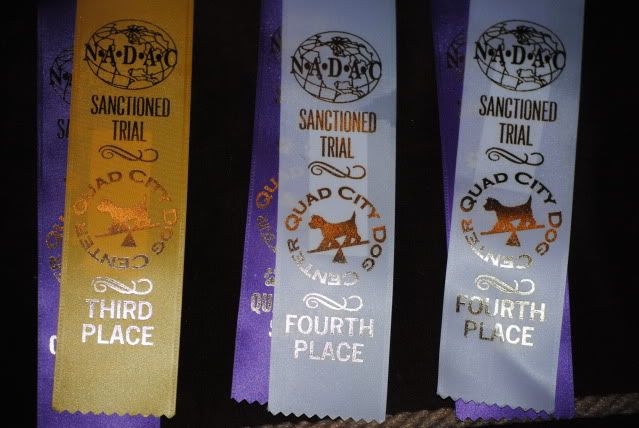 N·A·D·A·C
SANCTIONED
TRIAL
QUAD CITY DOG CENTER
THIRD
PLACE
N·A·D·A·C
SANCTIONED
TRIAL
QUAD CITY DOG CENTER
FOURTH
PLACE
N·A·D·A·C
SANCTIONED
TRIAL
QUAD CITY DOG CENTER
FOURTH
PLACE